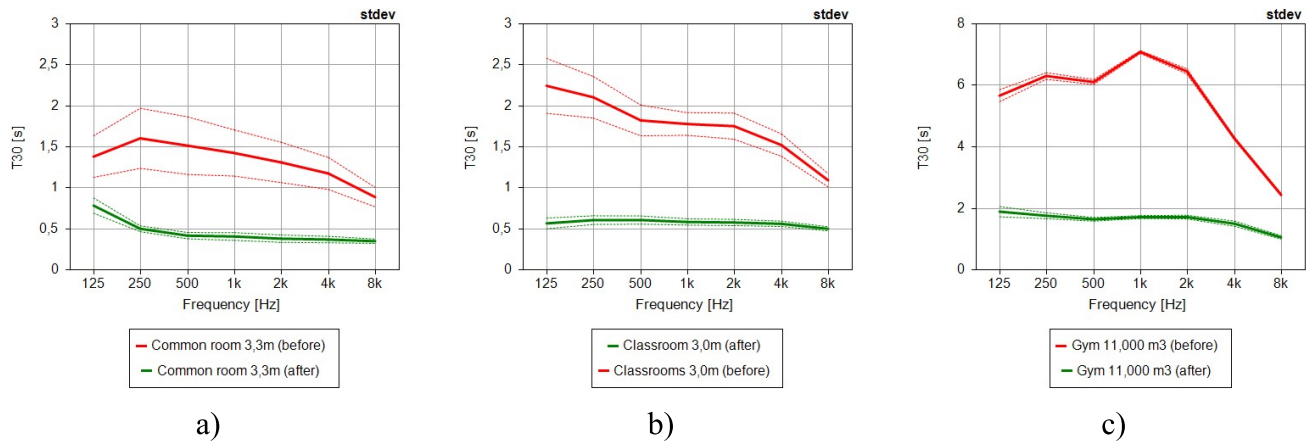 stdev
T30 [s]
3
2,5
2
1,5
1
0,5
0
125 250 500 1k 2k 4k 8k
Frequency [Hz]
Common room 3,3m (before)
Common room 3,3m (after)
a)
stdev
T30 [s]
3
2,5
2
1,5
1
0,5
0
125 250 500 1k 2k 4k 8k
Frequency [Hz]
Classroom 3,0m (after)
Classrooms 3,0m (before)
b)
stdev
T30 [s]
8
6
4
2
0
125 250 500 1k 2k 4k 8k
Frequency [Hz]
Gym 11,000 m3 (before)
Gym 11,000 m3 (after)
c)